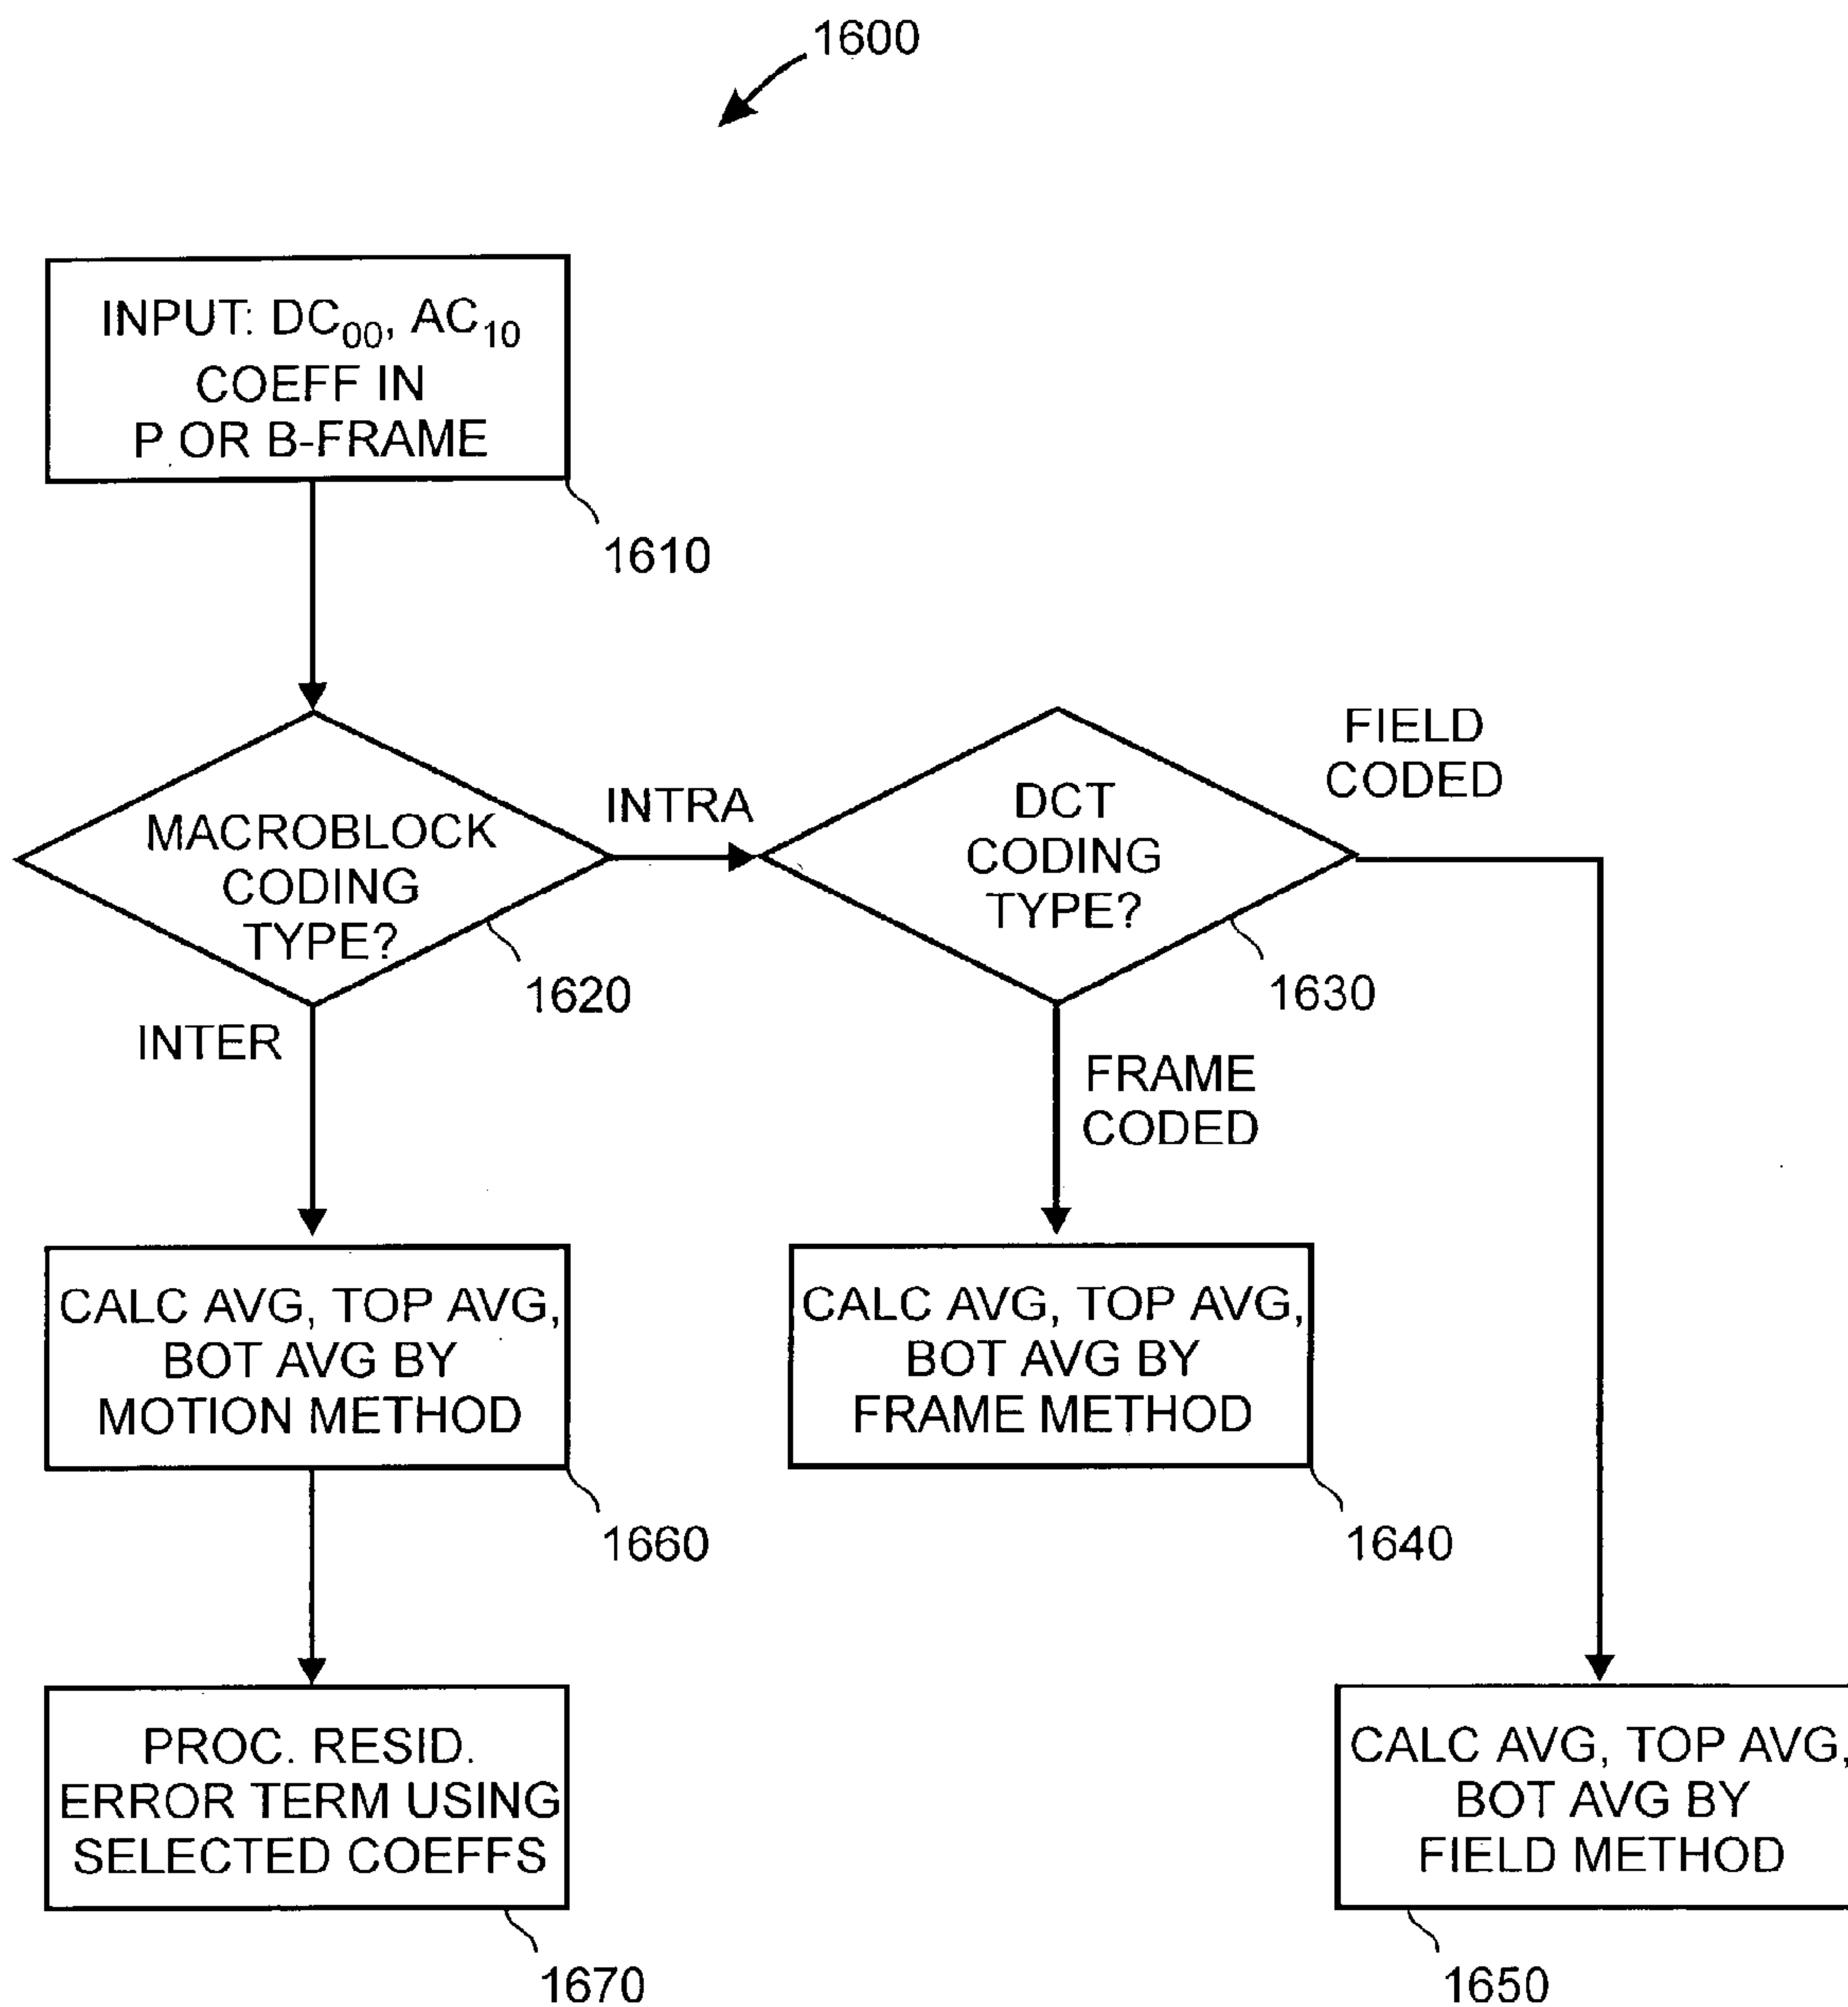 1600
INPUT: DC00, AC10
COEFF IN
P OR B-FRAME
1610
MACROBLOCK
CODING
TYPE?
1620
INTRA
DCT
CODING
TYPE?
1630
FIELD
CODED
INTER
FRAME
CODED
CALC AVG, TOP AVG,
BOT AVG BY
MOTION METHOD
1660
CALC AVG, TOP AVG,
BOT AVG BY
FRAME METHOD
1640
PROC. RESID.
ERROR TERM USING
SELECTED COEFFS
1670
CALC AVG, TOP AVG,
BOT AVG BY
FIELD METHOD
1650